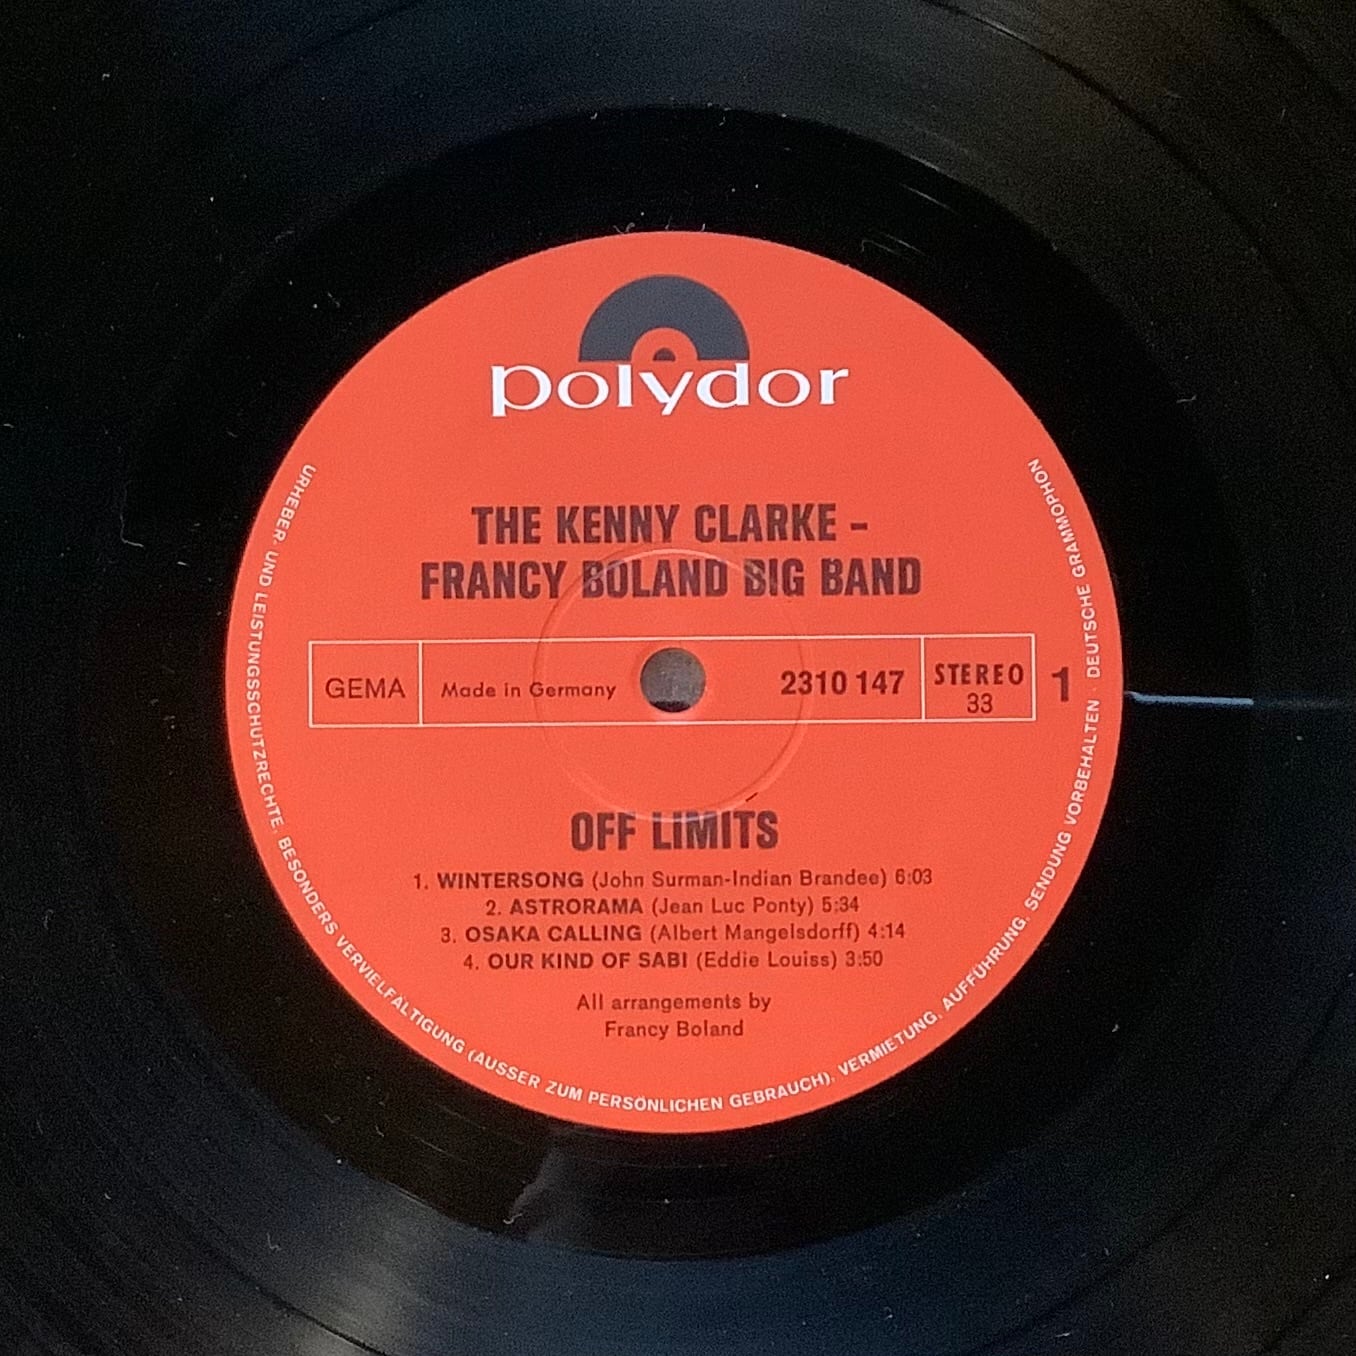 polydor
THE KENNY CLARKE –
FRANCY BOLAND BIG BAND
GEMA
Made in Germany
2310 147
STEREO
33
1
OFF LIMITS
1. WINTERSONG (John Surman-Indian Brandee) 6:03
2. ASTRORAMA (Jean Luc Ponty) 5:34
3. OSAKA CALLING (Albert Mangelsdorff) 4:14
4. OUR KIND OF SABI (Eddie Louiss) 3:50
All arrangements by
Francy Boland
URHEBER- UND LEISTUNGSSCHUTZRECHTE, BESONDERS VERVIELFÄLTIGUNG (AUSSER ZUM PERSÖNLICHEN GEBRAUCH), VERMIETUNG, AUFFÜHRUNG, SENDUNG VORBEHALTEN · DEUTSCHE GRAMMOPHON